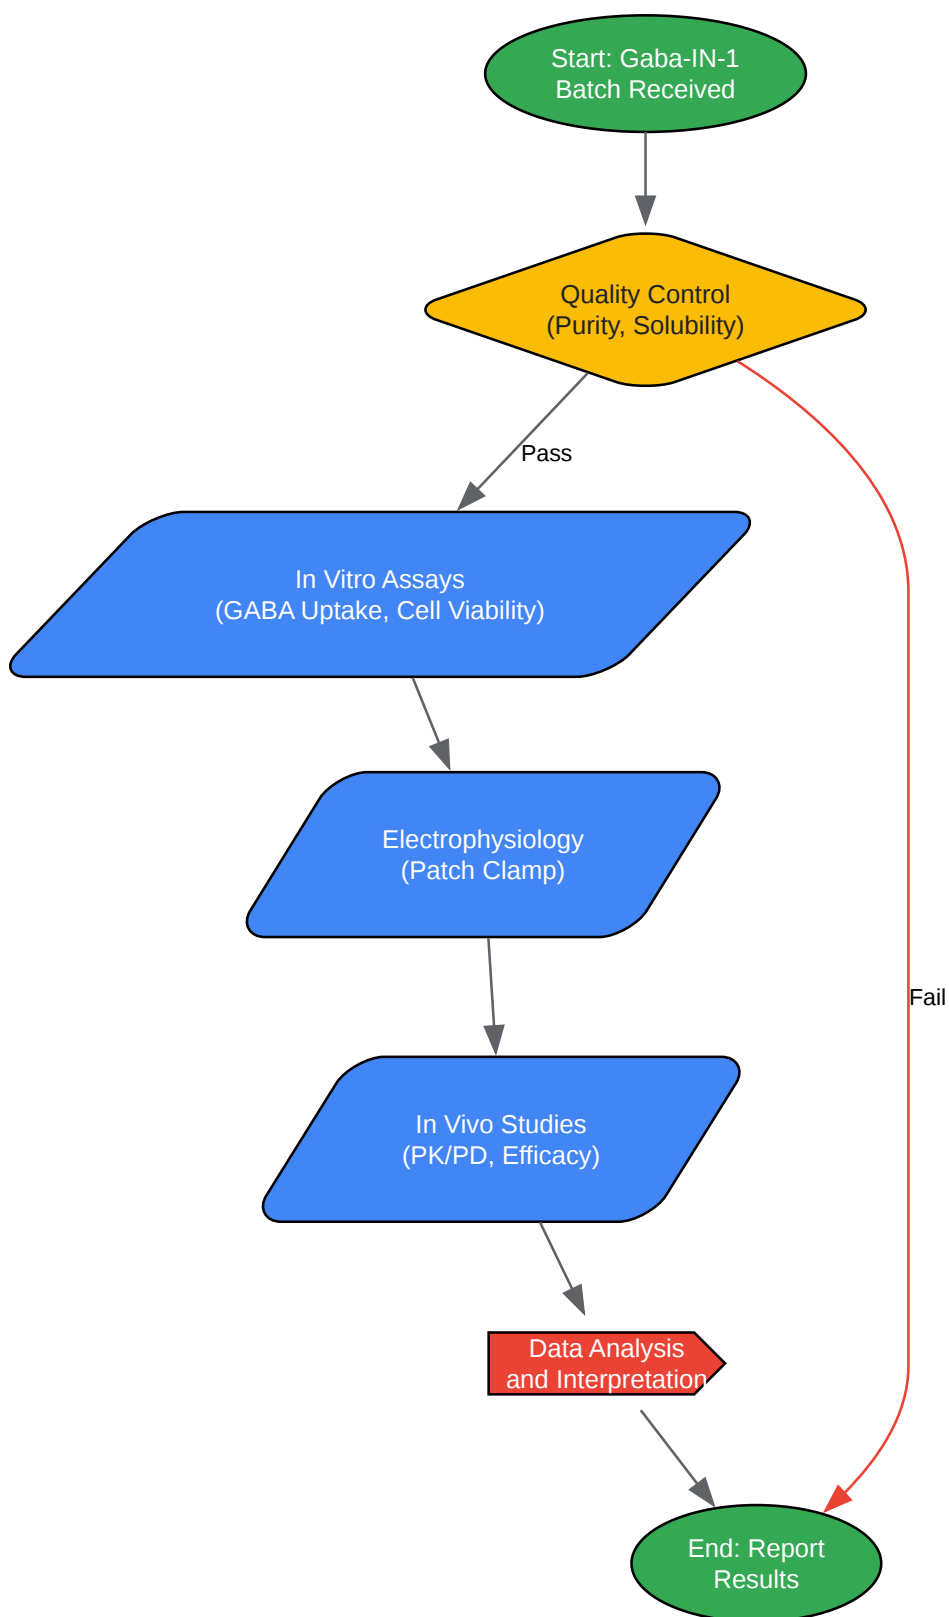 Start: Gaba-IN-1
Batch Received
Quality Control
(Purity, Solubility)
Pass
In Vitro Assays
(GABA Uptake, Cell Viability)
Electrophysiology
(Patch Clamp)
Fail
In Vivo Studies
(PK/PD, Efficacy)
Data Analysis
and Interpretation
End: Report
Results